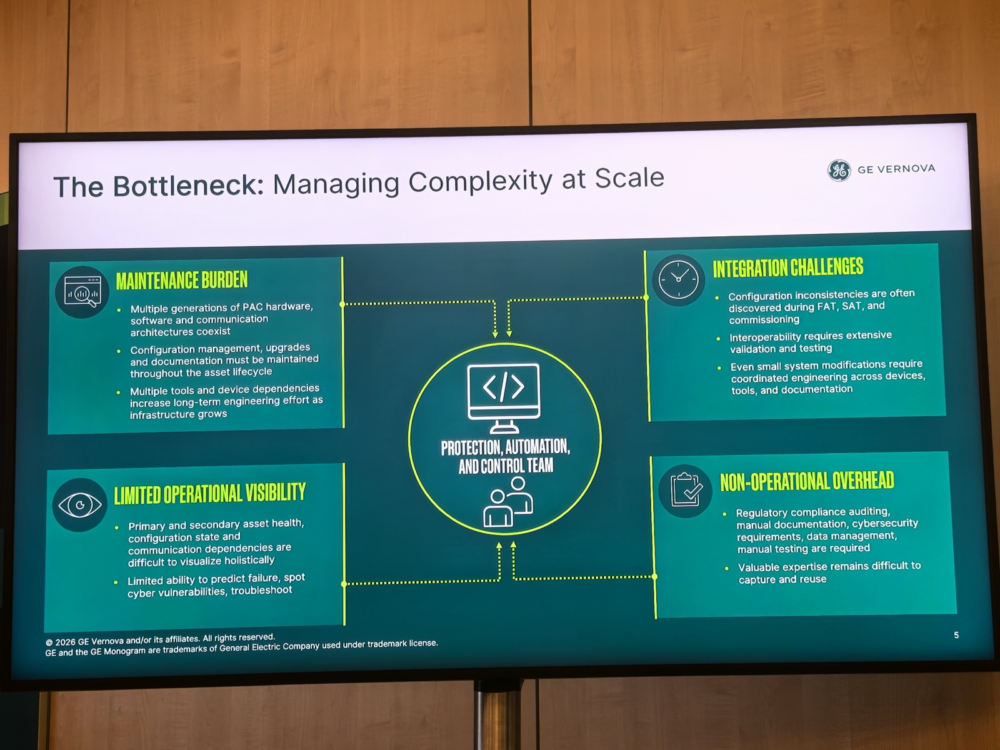 The Bottleneck: Managing Complexity at Scale
GE VERNOVA
MAINTENANCE BURDEN
• Multiple generations of PAC hardware,
software and communication
architectures coexist
• Configuration management, upgrades
and documentation must be maintained
throughout the asset lifecycle
• Multiple tools and device dependencies
increase long-term engineering effort as
infrastructure grows
INTEGRATION CHALLENGES
• Configuration inconsistencies are often
discovered during FAT, SAT, and
commissioning
• Interoperability requires extensive
validation and testing
• Even small system modifications require
coordinated engineering across devices,
tools, and documentation
</>
PROTECTION, AUTOMATION,
AND CONTROL TEAM
LIMITED OPERATIONAL VISIBILITY
• Primary and secondary asset health,
configuration state and
communication dependencies are
difficult to visualize holistically
• Limited ability to predict failure, spot
cyber vulnerabilities, troubleshoot
NON-OPERATIONAL OVERHEAD
• Regulatory compliance auditing,
manual documentation, cybersecurity
requirements, data management,
manual testing are required
• Valuable expertise remains difficult to
capture and reuse
© 2026 GE Vernova and/or its affiliates. All rights reserved.
GE and the GE Monogram are trademarks of General Electric Company used under trademark license.
5